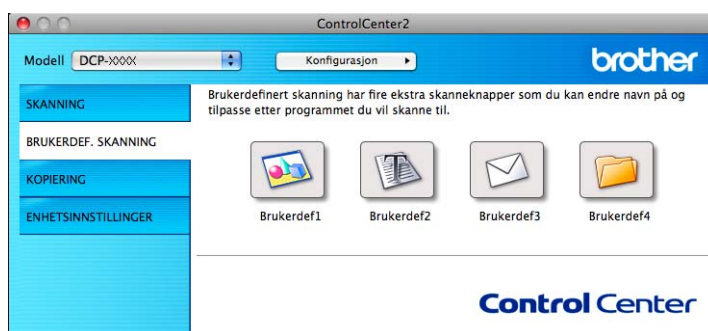 ControlCenter2
Modell DCP-XXXX Konfigurasjon brother
SKANNING
BRUKERDEF. SKANNING
KOPIERING
ENHETSINNSTILLINGER
Brukerdefinert skanning har fire ekstra skanneknapper som du kan endre navn på og
tilpasse etter programmet du vil skanne til.
Brukerdef1 Brukerdef2 Brukerdef3 Brukerdef4
Control Center